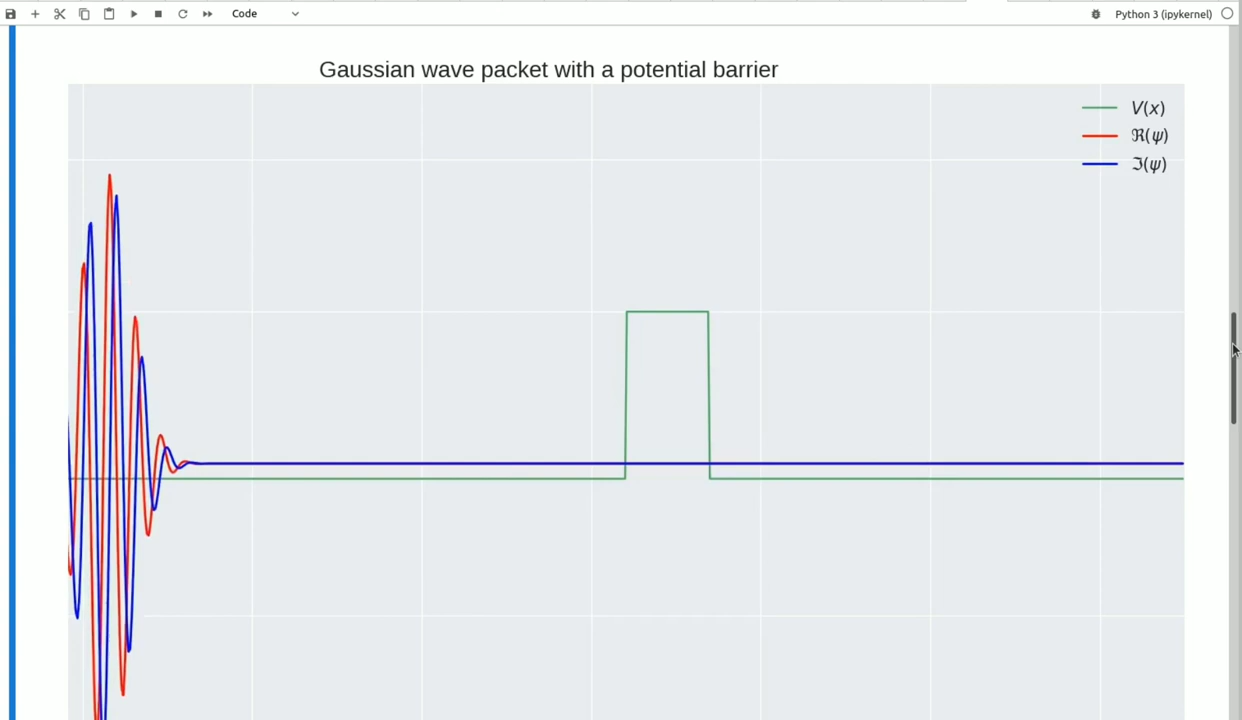 Code
Python 3 (ipykernel)
Gaussian wave packet with a potential barrier
V(x)
ℜ(ψ)
ℑ(ψ)